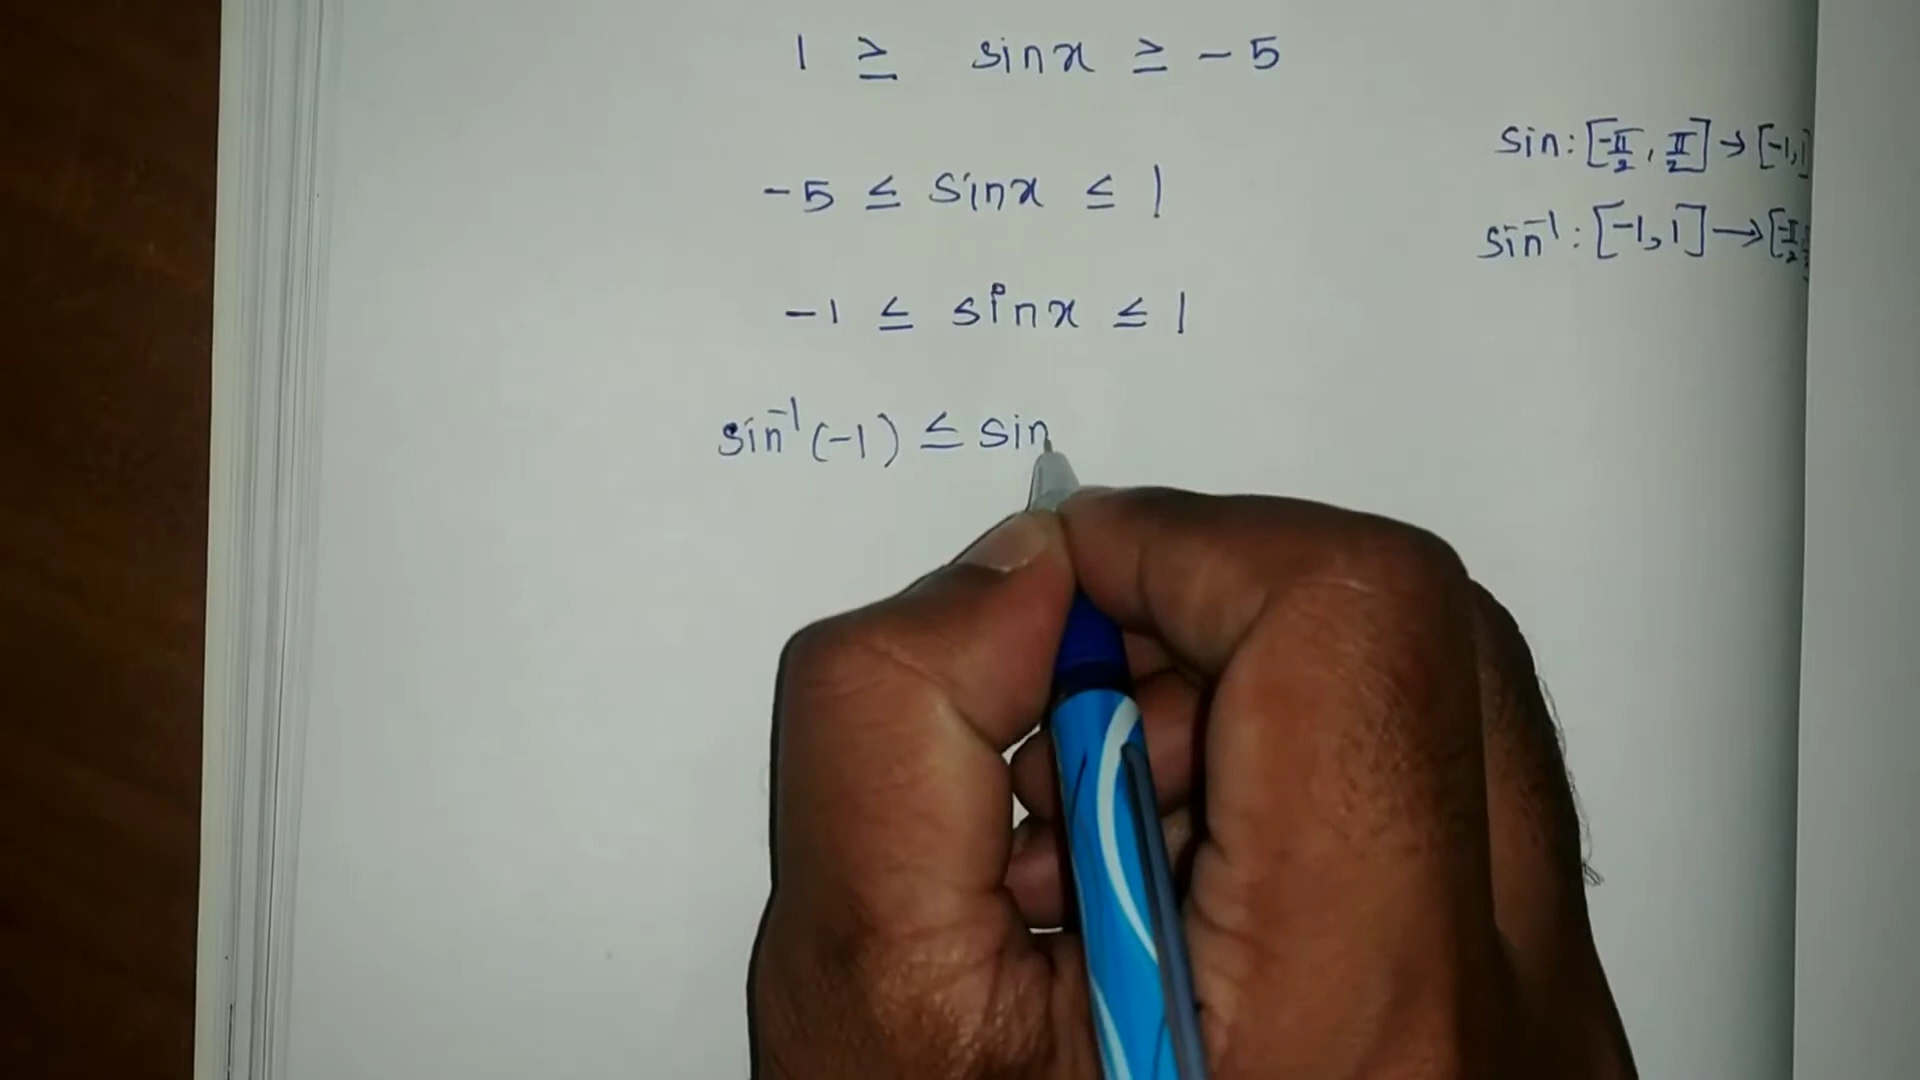 1 ≥ sin x ≥ -5
-5 ≤ sin x ≤ 1
-1 ≤ sin x ≤ 1
sin⁻¹(-1) ≤ sin
sin: [-π/2, π/2] → [-1, 1]
sin⁻¹: [-1, 1] → [-π/2,